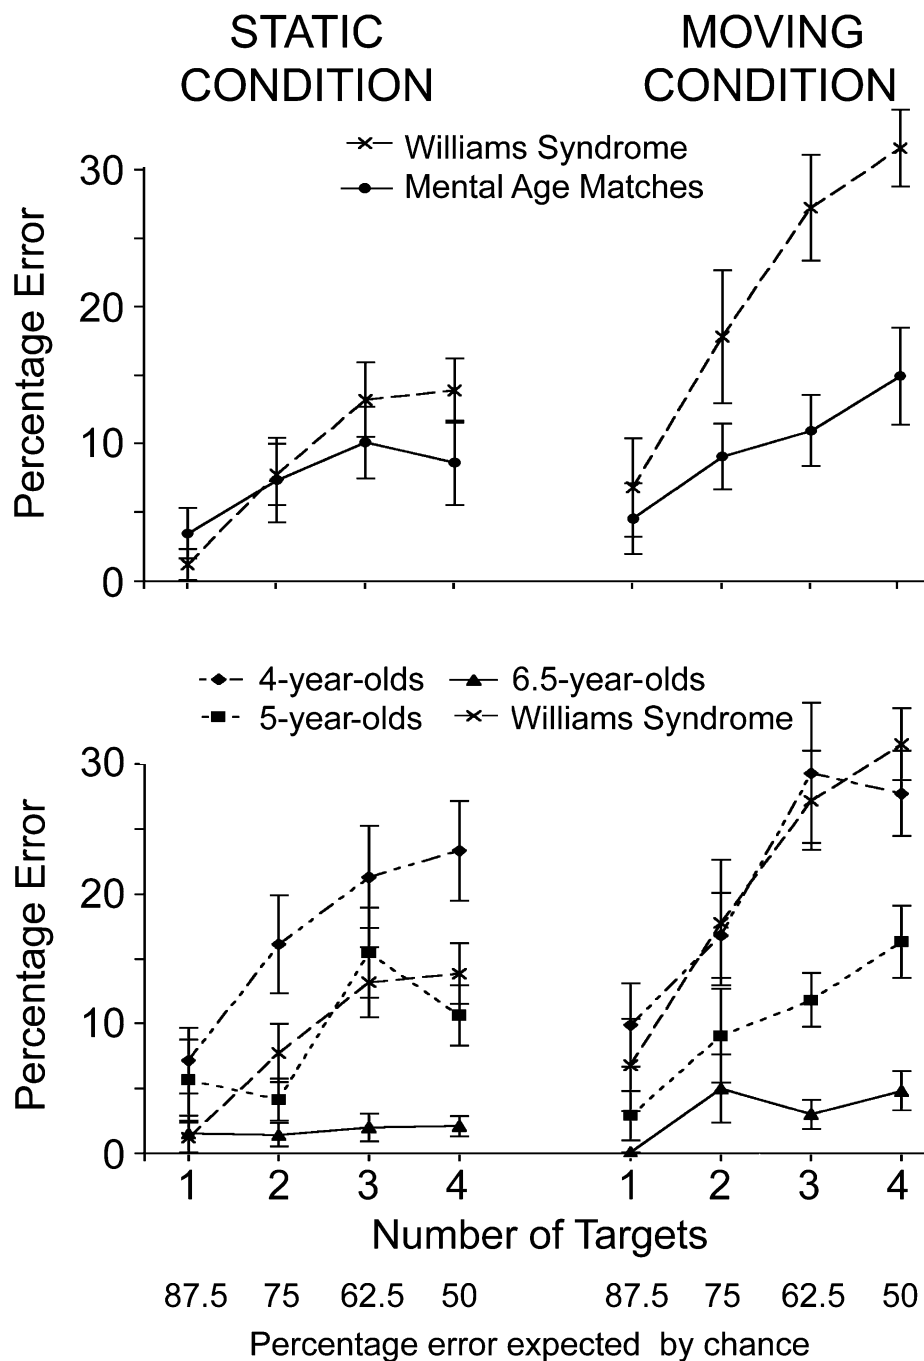 STATIC CONDITION
MOVING CONDITION
Williams Syndrome
Mental Age Matches
Percentage Error
30
20
10
0
4-year-olds
6.5-year-olds
5-year-olds
Williams Syndrome
Percentage Error
30
20
10
0
1 2 3 4 1 2 3 4
Number of Targets
87.5 75 62.5 50 87.5 75 62.5 50
Percentage error expected by chance